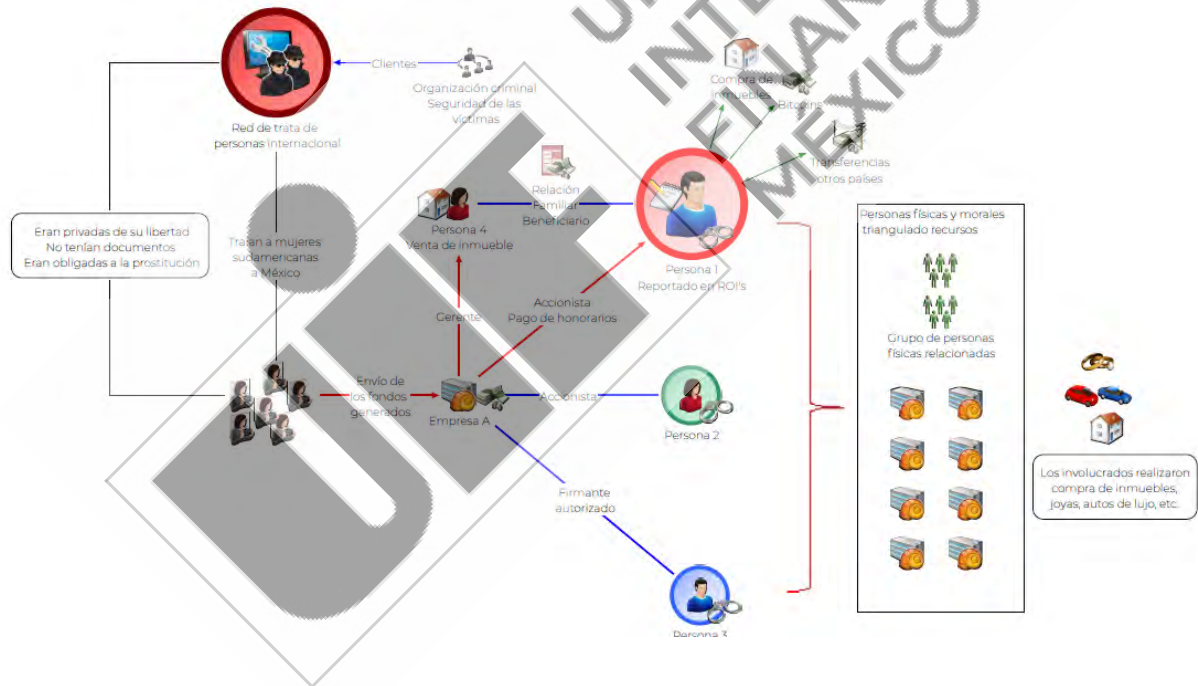 Clientes
Organización criminal
Seguridad de las
víctimas
Red de trata de
personas internacional
Compra de
inmuebles
Bitcoins
Transferencias
otros países
Relación
Familiar
Beneficiario
Eran privadas de su libertad
No tenían documentos
Eran obligadas a la prostitución
Traían a mujeres
sudamericanas
a México
Persona 4
Venta de inmueble
Persona 1
Reportado en ROI's
Personas físicas y morales
triangulado recursos
Grupo de personas
físicas relacionadas
Gerente
Accionista
Pago de honorarios
Envío de
los fondos
generados
Empresa A
Accionista
Persona 2
Firmante
autorizado
Persona 3
Los involucrados realizaron
compra de inmuebles,
joyas, autos de lujo, etc.
UIF
MÉXICO